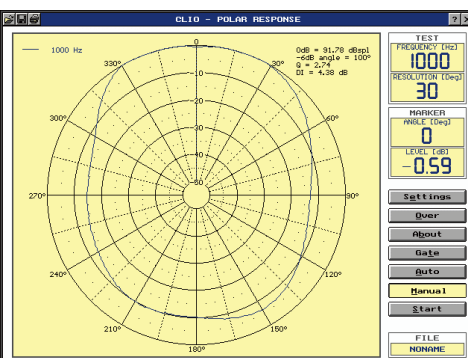 CLIO - POLAR RESPONSE
? X
1000 Hz
0dB = 91.78 dBspl
-6dB angle = 100°
Q = 2.74
DI = 4.38 dB
0
330°
30°
-10
-20
300°
60°
-30
-40
-50
270°
90°
240°
120°
210°
150°
180°
TEST
FREQUENCY [Hz]
1000
RESOLUTION [Deg]
30
MARKER
ANGLE [Deg]
0
LEVEL [dB]
-0.59
Settings
Over
About
Gate
Auto
Manual
Start
FILE
NONAME